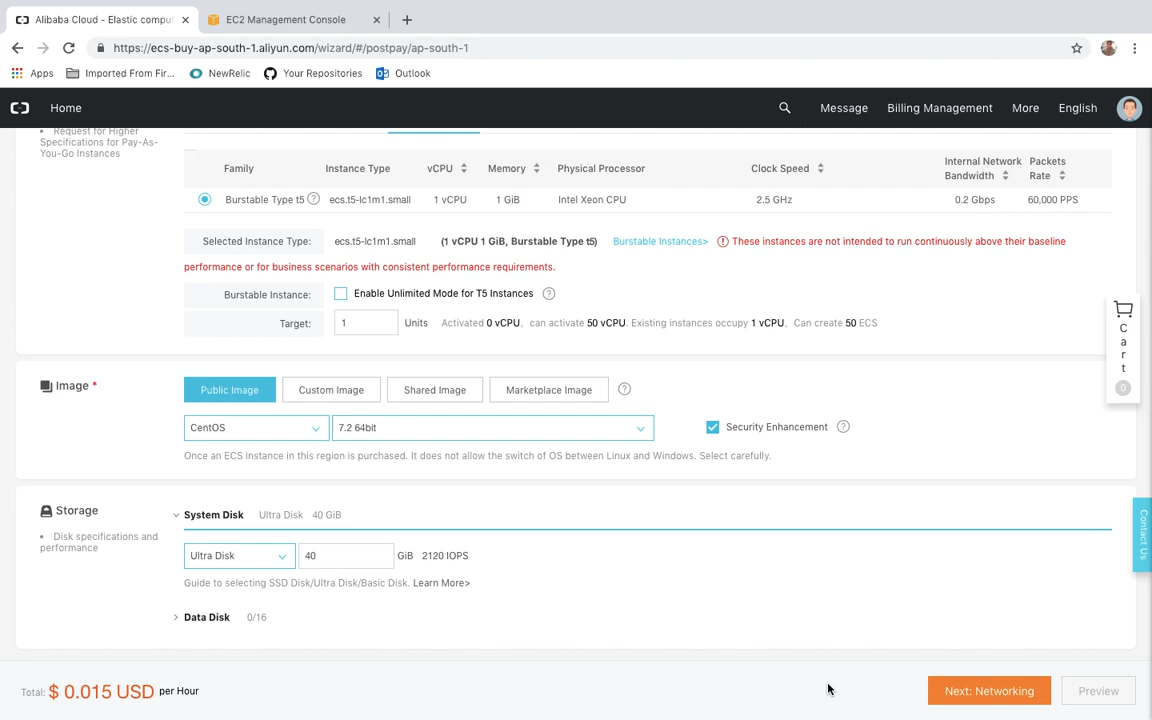 Alibaba Cloud - Elastic comput
EC2 Management Console
https://ecs-buy-ap-south-1.aliyun.com/wizard/#/postpay/ap-south-1
Apps
Imported From Fir...
NewRelic
Your Repositories
Outlook
Home
Message
Billing Management
More
English
• Request for Higher
Specifications for Pay-As-
You-Go Instances
Family
Instance Type
vCPU
Memory
Physical Processor
Clock Speed
Internal Network
Bandwidth
Packets
Rate
Burstable Type t5
ecs.t5-lc1m1.small
1 vCPU
1 GiB
Intel Xeon CPU
2.5 GHz
0.2 Gbps
60,000 PPS
Selected Instance Type:
ecs.t5-lc1m1.small
(1 vCPU 1 GiB, Burstable Type t5)
Burstable Instances>
These instances are not intended to run continuously above their baseline
performance or for business scenarios with consistent performance requirements.
Burstable Instance:
Enable Unlimited Mode for T5 Instances
Target:
1
Units
Activated 0 vCPU, can activate 50 vCPU. Existing instances occupy 1 vCPU, Can create 50 ECS
Cart
0
Image *
Public Image
Custom Image
Shared Image
Marketplace Image
CentOS
7.2 64bit
Security Enhancement
Once an ECS instance in this region is purchased. It does not allow the switch of OS between Linux and Windows. Select carefully.
Storage
• Disk specifications and
performance
System Disk
Ultra Disk
40 GiB
Ultra Disk
40
GiB
2120 IOPS
Guide to selecting SSD Disk/Ultra Disk/Basic Disk. Learn More>
Data Disk
0/16
Contact Us
Total: $ 0.015 USD per Hour
Next: Networking
Preview